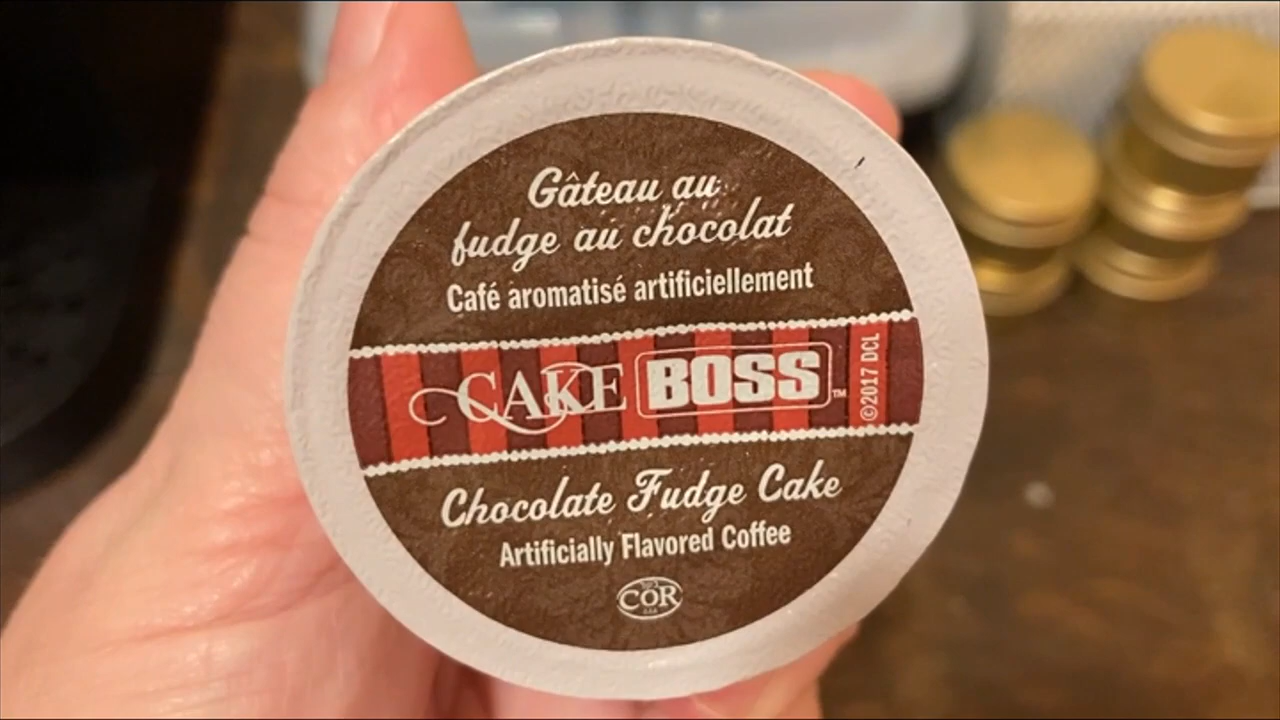 Gâteau au
fudge au chocolat
Café aromatisé artificiellement
CAKE BOSS™
©2017 DCL
Chocolate Fudge Cake
Artificially Flavored Coffee
COR